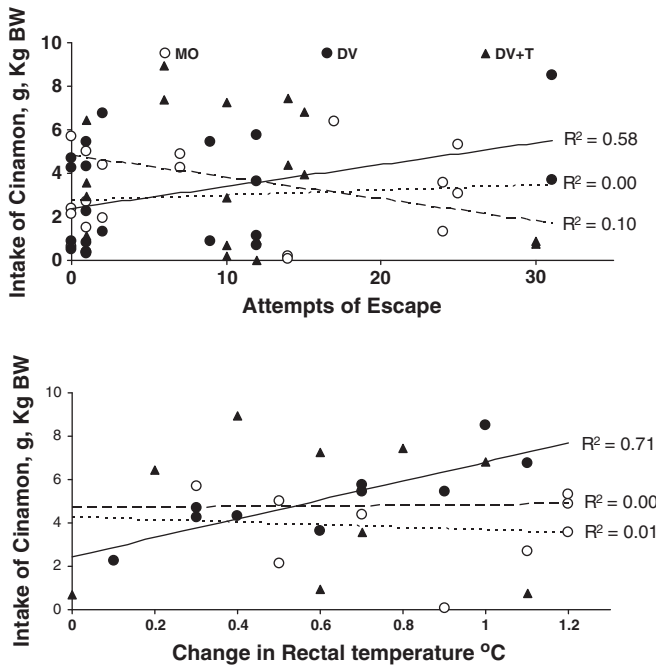 Intake of Cinamon, g, Kg BW
10
8
6
4
2
0
MO
DV
DV+T
R² = 0.58
R² = 0.00
R² = 0.10
0
10
20
30
Attempts of Escape
Intake of Cinamon, g, Kg BW
10
8
6
4
2
0
R² = 0.71
R² = 0.00
R² = 0.01
0
0.2
0.4
0.6
0.8
1
1.2
Change in Rectal temperature ºC